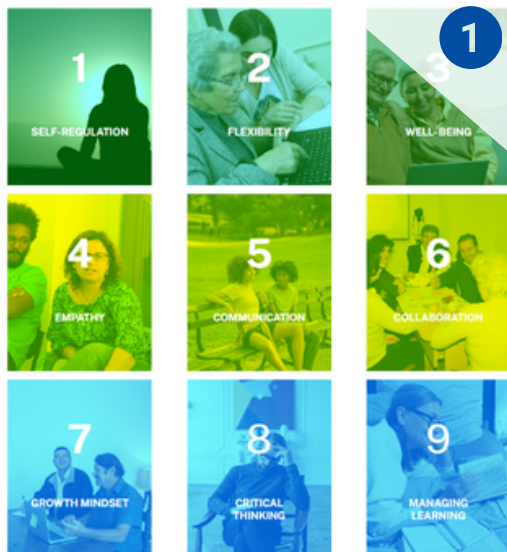 1
1
SELF-REGULATION
2
FLEXIBILITY
3
WELL-BEING
4
EMPATHY
5
COMMUNICATION
6
COLLABORATION
7
GROWTH MINDSET
8
CRITICAL
THINKING
9
MANAGING
LEARNING